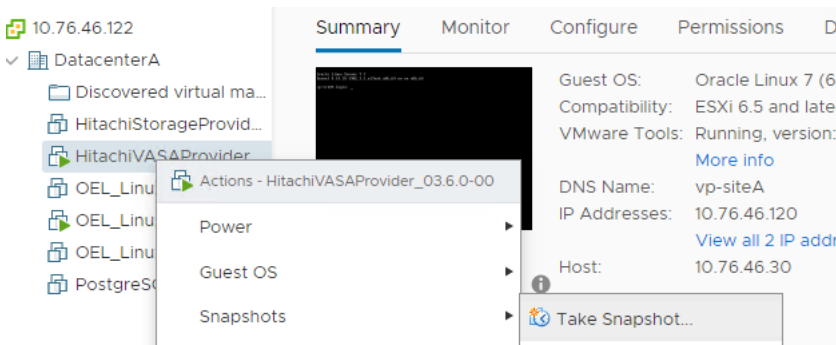 10.76.46.122
DatacenterA
Discovered virtual ma...
HitachiStorageProvid...
HitachiVASAProvider
OEL_Linu
OEL_Linu
OEL_Linu
PostgreS
Summary Monitor Configure Permissions D
Guest OS: Oracle Linux 7 (6
Compatibility: ESXi 6.5 and late
VMware Tools: Running, version:
More info
DNS Name: vp-siteA
IP Addresses: 10.76.46.120
View all 2 IP addr
Host: 10.76.46.30
Actions - HitachiVASAProvider_03.6.0-00
Power
Guest OS
Snapshots
Take Snapshot...